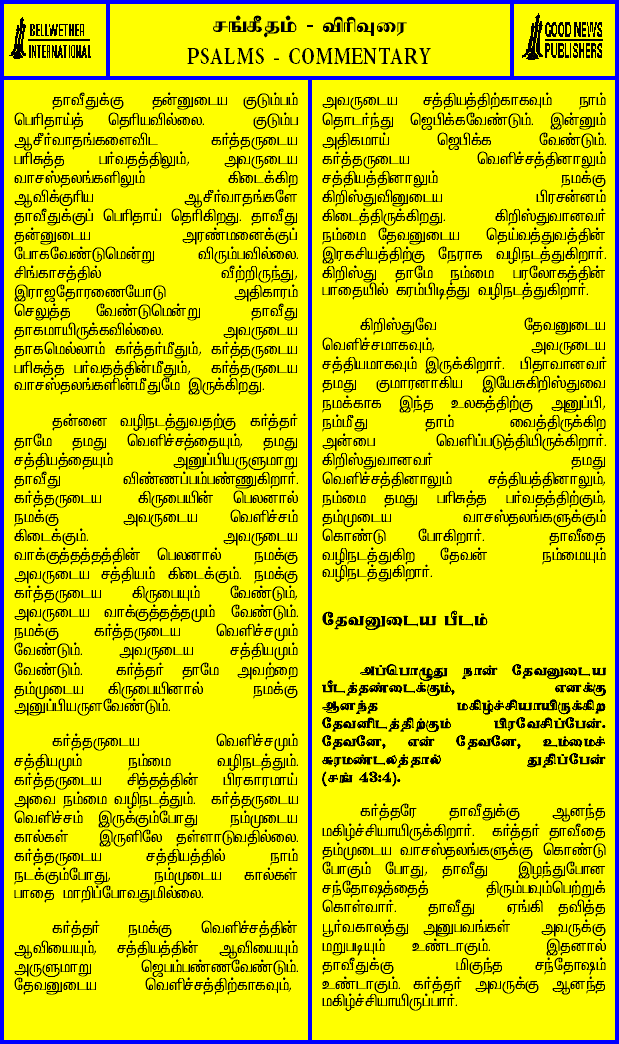 BELLWETHER
INTERNATIONAL
சங்கீதம் - விரிவுரை
PSALMS - COMMENTARY
GOOD NEWS
PUBLISHERS
தாவீதுக்கு தன்னுடைய குடும்பம்
பெரிதாய்த் தெரியவில்லை. குடும்ப
ஆசீர்வாதங்களைவிட கர்த்தருடைய
பரிசுத்த பர்வதத்திலும், அவருடைய
வாசஸ்தலங்களிலும் கிடைக்கிற
ஆவிக்குரிய ஆசீர்வாதங்களே
தாவீதுக்குப் பெரிதாய் தெரிகிறது. தாவீது
தன்னுடைய அரண்மனைக்குப்
போகவேண்டுமென்று விரும்பவில்லை.
சிங்காசத்தில் வீற்றிருந்து,
இராஜதோரணையோடு அதிகாரம்
செலுத்த வேண்டுமென்று தாவீது
தாகமாயிருக்கவில்லை. அவருடைய
தாகமெல்லாம் கர்த்தர்மீதும், கர்த்தருடைய
பரிசுத்த பர்வதத்தின்மீதும், கர்த்தருடைய
வாசஸ்தலங்களின்மீதுமே இருக்கிறது.
தன்னை வழிநடத்துவதற்கு கர்த்தர்
தாமே தமது வெளிச்சத்தையும், தமது
சத்தியத்தையும் அனுப்பியருளுமாறு
தாவீது விண்ணப்பம்பண்ணுகிறார்.
கர்த்தருடைய கிருபையின் பெலனால்
நமக்கு அவருடைய வெளிச்சம்
கிடைக்கும். அவருடைய
வாக்குத்தத்தத்தின் பெலனால் நமக்கு
அவருடைய சத்தியம் கிடைக்கும். நமக்கு
கர்த்தருடைய கிருபையும் வேண்டும்,
அவருடைய வாக்குத்தத்தமும் வேண்டும்.
நமக்கு கர்த்தருடைய வெளிச்சமும்
வேண்டும். அவருடைய சத்தியமும்
வேண்டும். கர்த்தர் தாமே அவற்றை
தம்முடைய கிருபையினால் நமக்கு
அனுப்பியருளவேண்டும்.
கர்த்தருடைய வெளிச்சமும்
சத்தியமும் நம்மை வழிநடத்தும்.
கர்த்தருடைய சித்தத்தின் பிரகாரமாய்
அவை நம்மை வழிநடத்தும். கர்த்தருடைய
வெளிச்சம் இருக்கும்போது நம்முடைய
கால்கள் இருளிலே தள்ளாடுவதில்லை.
கர்த்தருடைய சத்தியத்தில் நாம்
நடக்கும்போது, நம்முடைய கால்கள்
பாதை மாறிப்போவதுமில்லை.
கர்த்தர் நமக்கு வெளிச்சத்தின்
ஆவியையும், சத்தியத்தின் ஆவியையும்
அருளுமாறு ஜெபம்பண்ணவேண்டும்.
தேவனுடைய வெளிச்சத்திற்காகவும்,
அவருடைய சத்தியத்திற்காகவும் நாம்
தொடர்ந்து ஜெபிக்கவேண்டும். இன்னும்
அதிகமாய் ஜெபிக்க வேண்டும்.
கர்த்தருடைய வெளிச்சத்தினாலும்
சத்தியத்தினாலும் நமக்கு
கிறிஸ்துவினுடைய பிரசன்னம்
கிடைத்திருக்கிறது. கிறிஸ்துவானவர்
நம்மை தேவனுடைய தெய்வத்துவத்தின்
இரகசியத்திற்கு நேராக வழிநடத்துகிறார்.
கிறிஸ்து தாமே நம்மை பரலோகத்தின்
பாதையில் கரம்பிடித்து வழிநடத்துகிறார்.
கிறிஸ்துவே தேவனுடைய
வெளிச்சமாகவும், அவருடைய
சத்தியமாகவும் இருக்கிறார். பிதாவானவர்
தமது குமாரனாகிய இயேசுகிறிஸ்துவை
நமக்காக இந்த உலகத்திற்கு அனுப்பி,
நம்மீது தாம் வைத்திருக்கிற
அன்பை வெளிப்படுத்தியிருக்கிறார்.
கிறிஸ்துவானவர் தமது
வெளிச்சத்தினாலும் சத்தியத்தினாலும்,
நம்மை தமது பரிசுத்த பர்வதத்திற்கும்,
தம்முடைய வாசஸ்தலங்களுக்கும்
கொண்டு போகிறார். தாவீதை
வழிநடத்துகிற தேவன் நம்மையும்
வழிநடத்துகிறார்.
தேவனுடைய பீடம்
அப்பொழுது நான் தேவனுடைய
பீடத்தண்டைக்கும், எனக்கு
ஆனந்த மகிழ்ச்சியாயிருக்கிற
தேவனிடத்திற்கும் பிரவேசிப்பேன்.
தேவனே, என் தேவனே, உம்மைச்
சுரமண்டலத்தால் துதிப்பேன்
(சங் 43:4).
கர்த்தரே தாவீதுக்கு ஆனந்த
மகிழ்ச்சியாயிருக்கிறார். கர்த்தர் தாவீதை
தம்முடைய வாசஸ்தலங்களுக்கு கொண்டு
போகும் போது, தாவீது இழந்துபோன
சந்தோஷத்தைத் திரும்பவும்பெற்றுக்
கொள்வார். தாவீது ஏங்கி தவித்த
பூர்வகாலத்து அனுபவங்கள் அவருக்கு
மறுபடியும் உண்டாகும். இதனால்
தாவீதுக்கு மிகுந்த சந்தோஷம்
உண்டாகும். கர்த்தர் அவருக்கு ஆனந்த
மகிழ்ச்சியாயிருப்பார்.